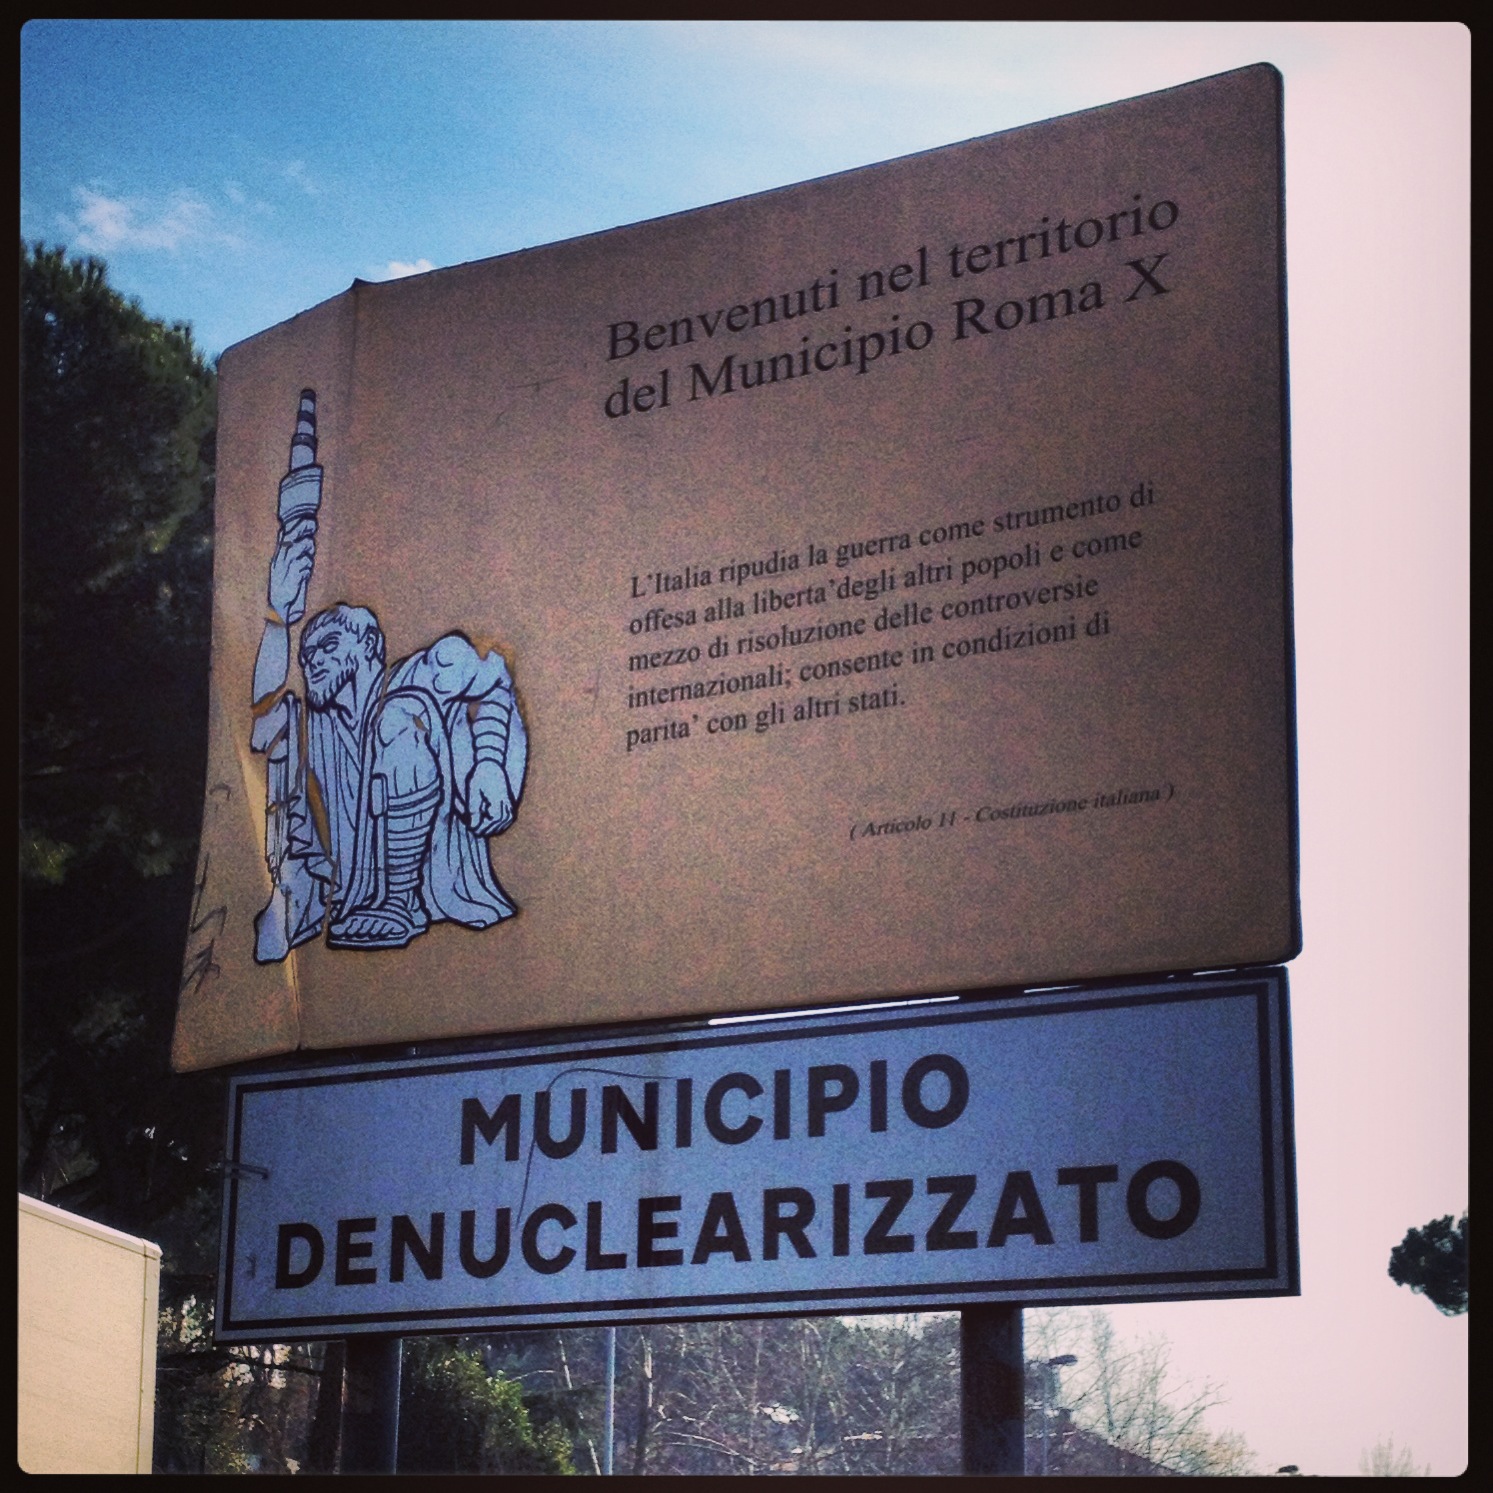 Benvenuti nel territorio
del Municipio Roma X
L'Italia ripudia la guerra come strumento di
offesa alla liberta'degli altri popoli e come
mezzo di risoluzione delle controversie
internazionali; consente in condizioni di
parita' con gli altri stati.
( Articolo 11 - Costituzione italiana )
MUNICIPIO
DENUCLEARIZZATO